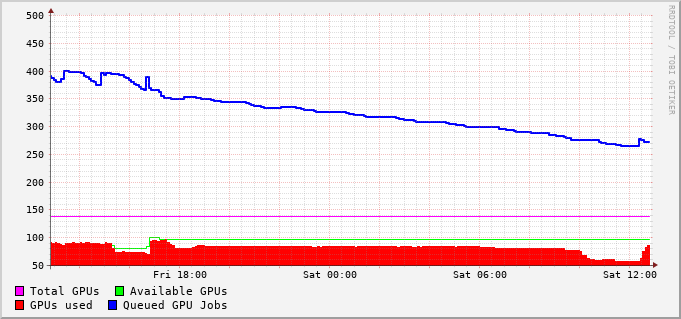 500
450
400
350
300
250
200
150
100
50
Fri 18:00 Sat 00:00 Sat 06:00 Sat 12:00
Total GPUs Available GPUs
GPUs used Queued GPU Jobs
RRDTOOL / TOBI OETIKER